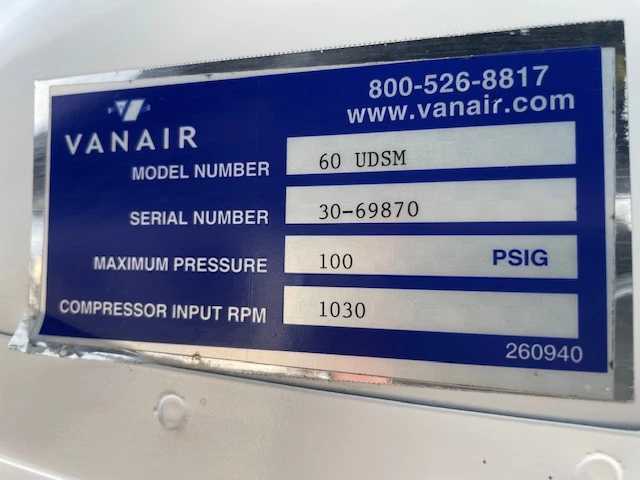 800-526-8817
www.vanair.com
VANAIR
MODEL NUMBER 60 UDSM
SERIAL NUMBER 30-69870
MAXIMUM PRESSURE 100 PSIG
COMPRESSOR INPUT RPM 1030
260940